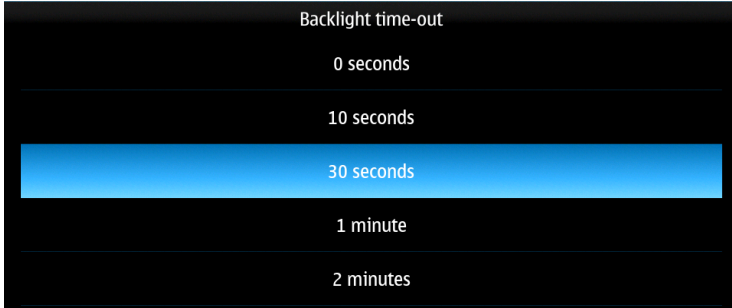 Backlight time-out
0 seconds
10 seconds
30 seconds
1 minute
2 minutes